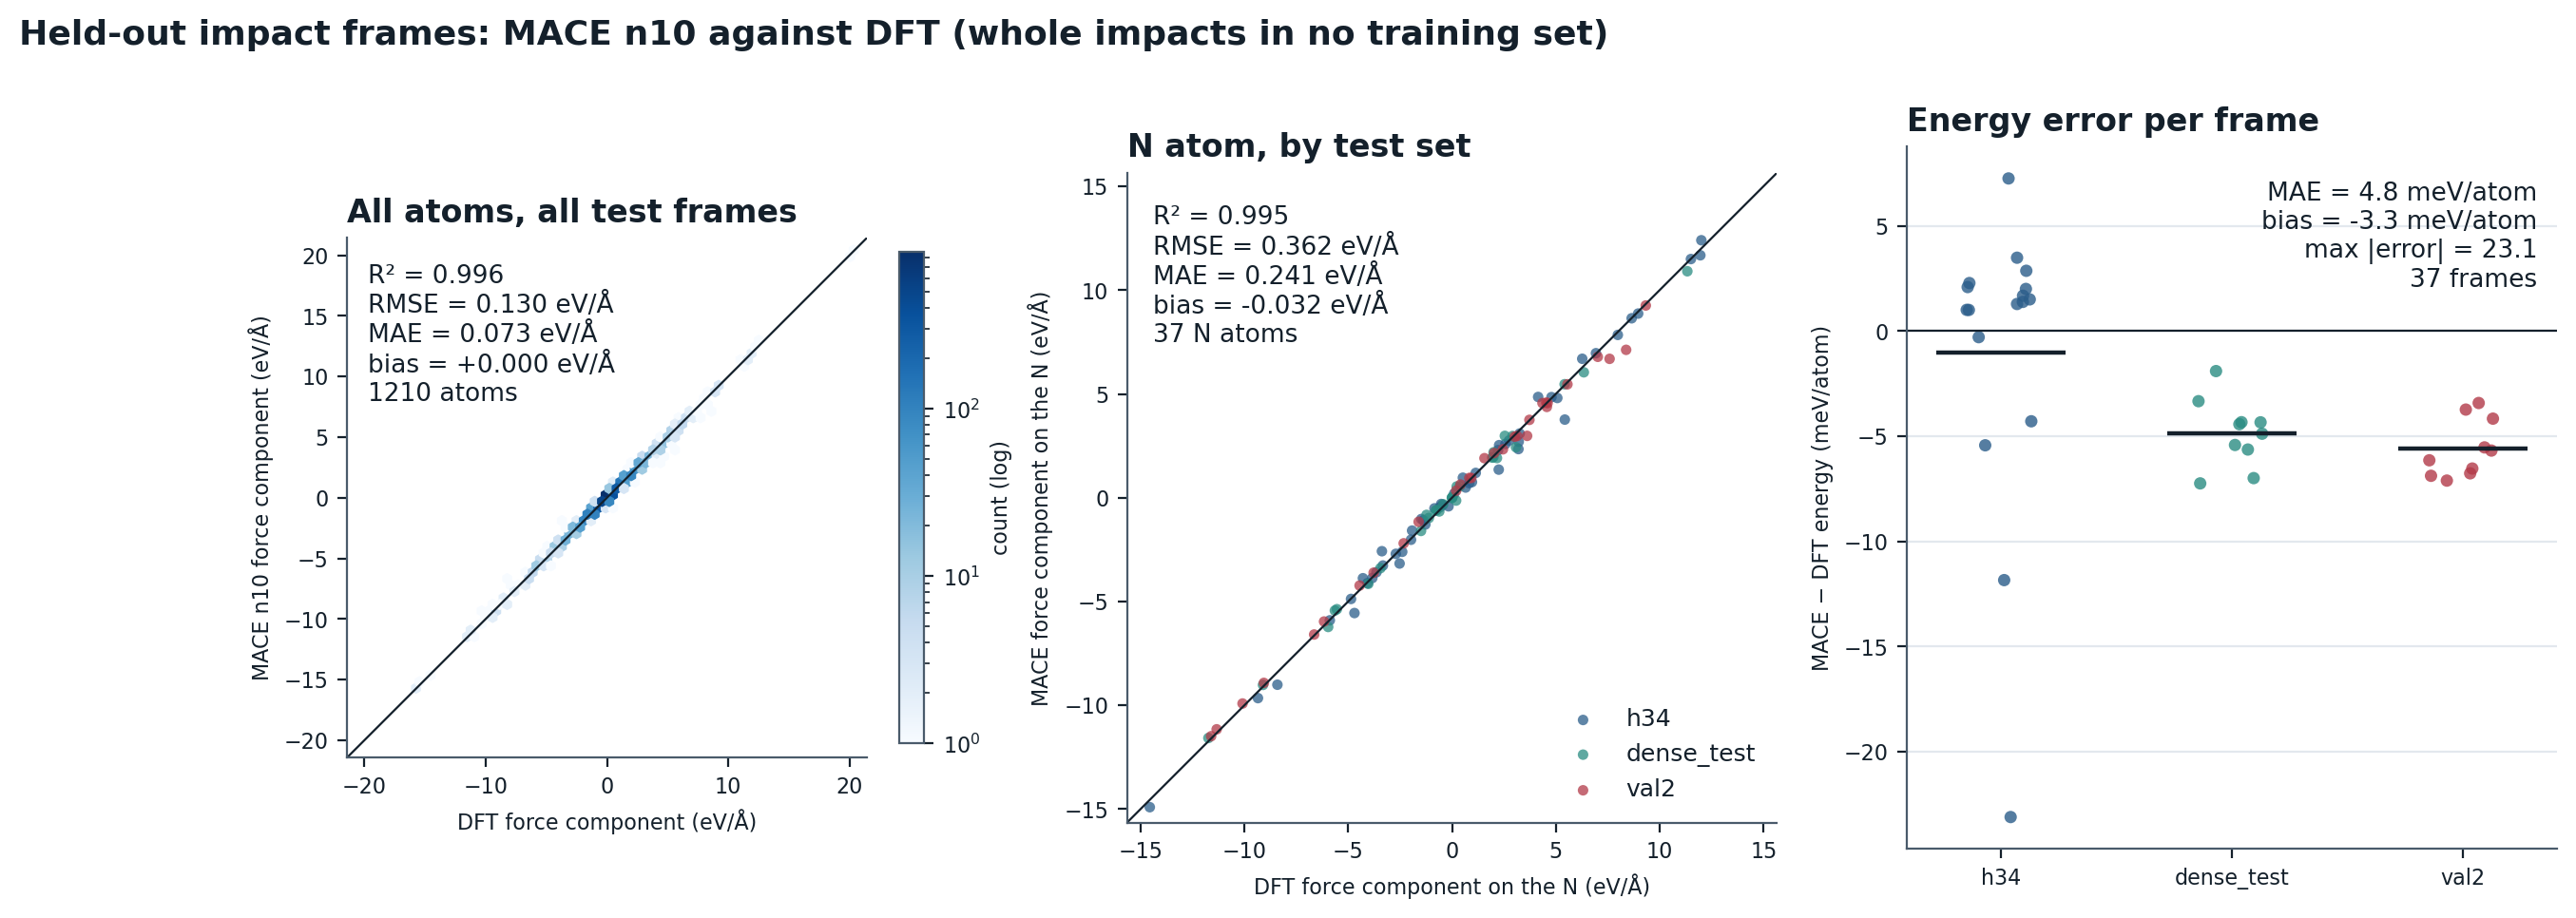 Held-out impact frames: MACE n10 against DFT (whole impacts in no training set)
All atoms, all test frames
R² = 0.996
RMSE = 0.130 eV/Å
MAE = 0.073 eV/Å
bias = +0.000 eV/Å
1210 atoms
MACE n10 force component (eV/Å)
20
15
10
5
0
−5
−10
−15
−20
−20
−10
0
10
20
DFT force component (eV/Å)
10²
10¹
10⁰
count (log)
N atom, by test set
R² = 0.995
RMSE = 0.362 eV/Å
MAE = 0.241 eV/Å
bias = -0.032 eV/Å
37 N atoms
MACE force component on the N (eV/Å)
15
10
5
0
−5
−10
−15
h34
dense_test
val2
−15
−10
−5
0
5
10
15
DFT force component on the N (eV/Å)
Energy error per frame
MAE = 4.8 meV/atom
bias = -3.3 meV/atom
max |error| = 23.1
37 frames
MACE − DFT energy (meV/atom)
5
0
−5
−10
−15
−20
h34
dense_test
val2